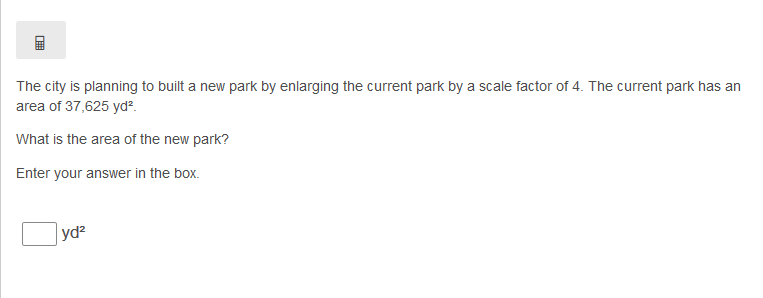 The city is planning to built a new park by enlarging the current park by a scale factor of 4. The current park has an
area of 37,625 yd².
What is the area of the new park?
Enter your answer in the box.
yd²